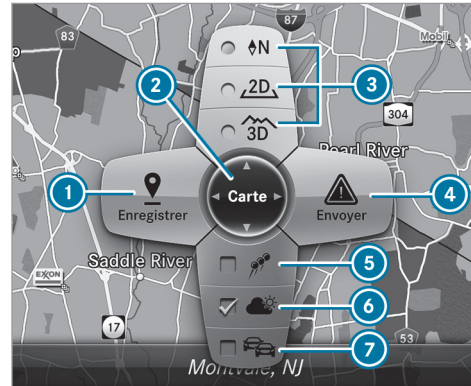 87
83
Mobil
N
2
2D
3
3D
304
Pearl River
1
Carte
4
Enregistrer
Envoyer
Saddle River
5
EXON
6
17
53
7
Montvale, NJ